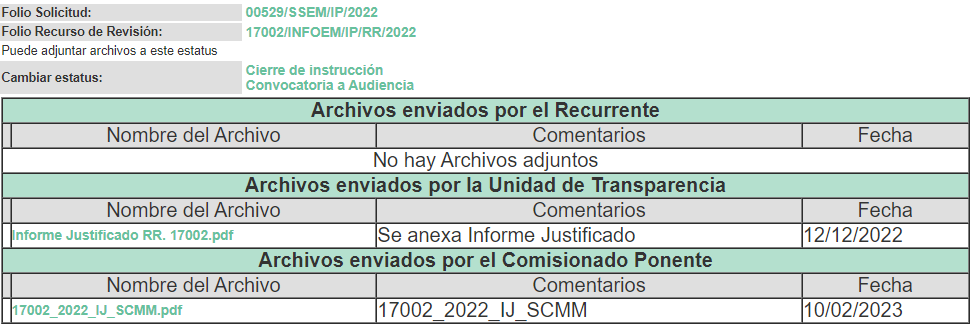 Folio Solicitud: 00529/SSEM/IP/2022
Folio Recurso de Revisión: 17002/INFOEM/IP/RR/2022
Puede adjuntar archivos a este estatus
Cambiar estatus: Cierre de instrucción
Convocatoria a Audiencia
Archivos enviados por el Recurrente
Nombre del Archivo Comentarios Fecha
No hay Archivos adjuntos
Archivos enviados por la Unidad de Transparencia
Nombre del Archivo Comentarios Fecha
Informe Justificado RR. 17002.pdf Se anexa Informe Justificado 12/12/2022
Archivos enviados por el Comisionado Ponente
Nombre del Archivo Comentarios Fecha
17002_2022_IJ_SCMM.pdf 17002_2022_IJ_SCMM 10/02/2023